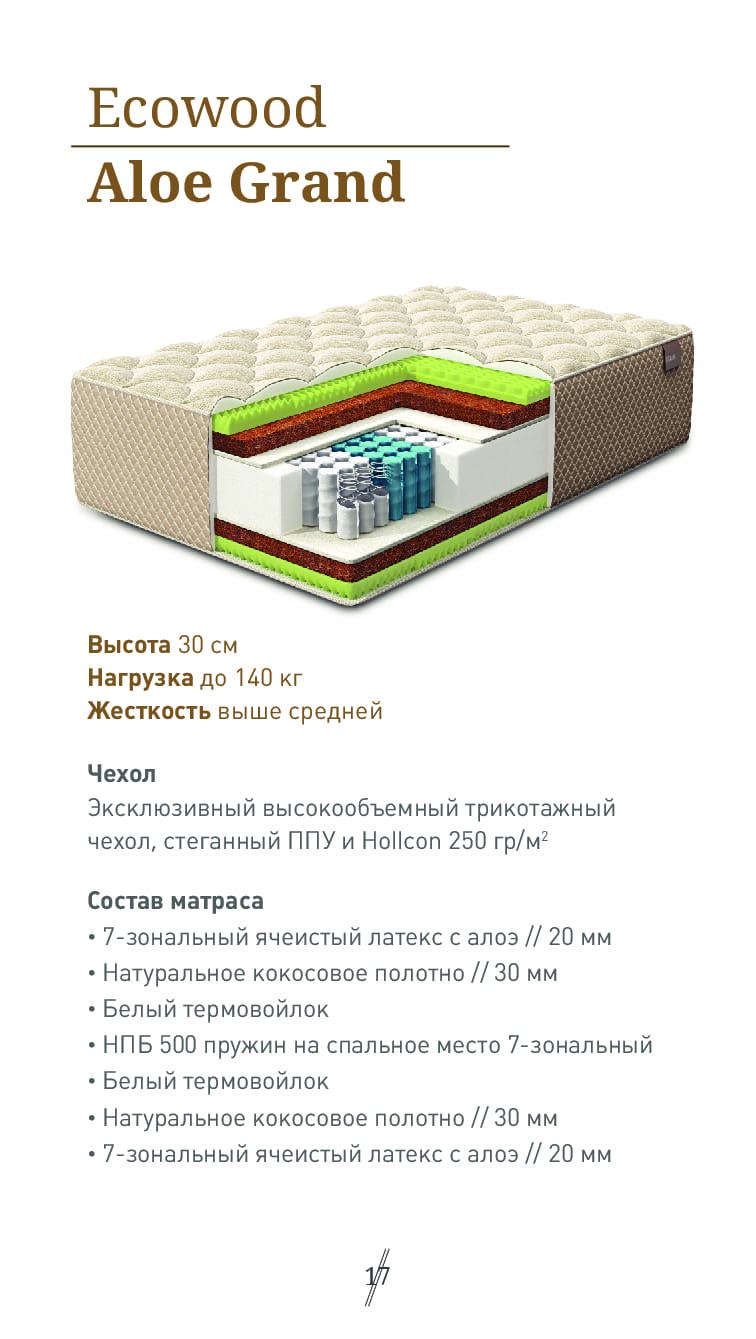 Ecowood
Aloe Grand
Высота 30 см
Нагрузка до 140 кг
Жесткость выше средней
Чехол
Эксклюзивный высокообъемный трикотажный
чехол, стеганный ППУ и Hollcon 250 гр/м²
Состав матраса
• 7-зональный ячеистый латекс с алоэ // 20 мм
• Натуральное кокосовое полотно // 30 мм
• Белый термовойлок
• НПБ 500 пружин на спальное место 7-зональный
• Белый термовойлок
• Натуральное кокосовое полотно // 30 мм
• 7-зональный ячеистый латекс с алоэ // 20 мм
17